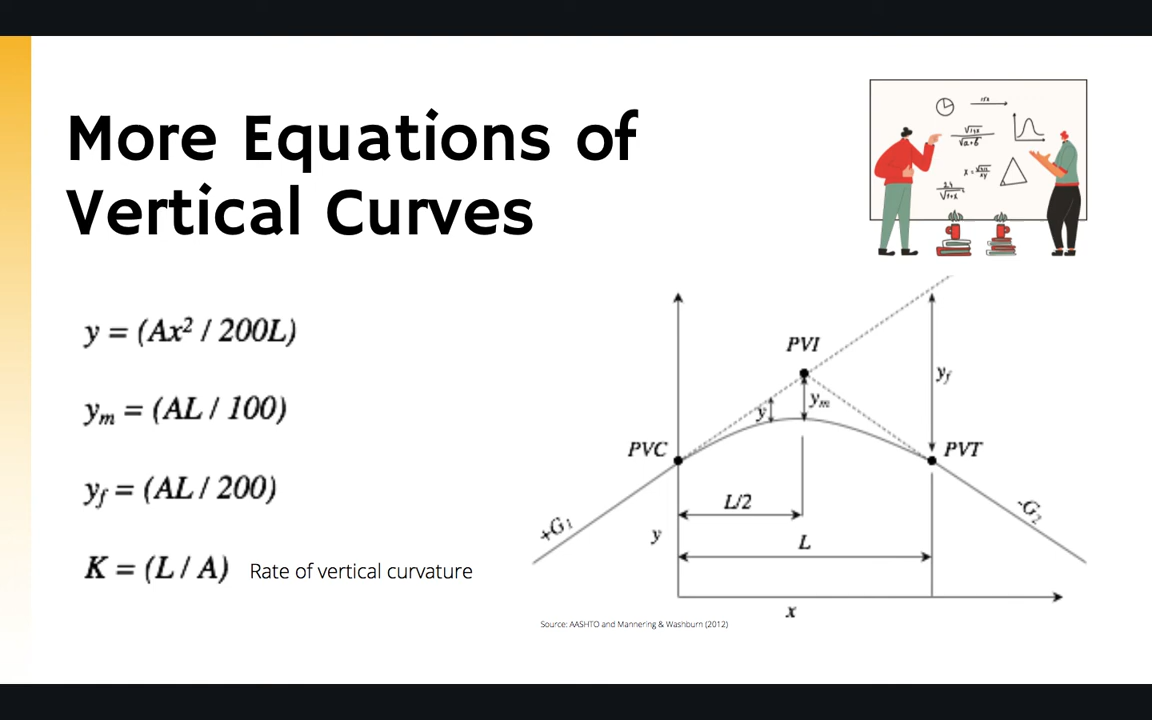 More Equations of
Vertical Curves
y = (Ax² / 200L)
yₘ = (AL / 100)
y_f = (AL / 200)
K = (L / A) Rate of vertical curvature
15x
PVI
y_f
yₘ
y
PVC
PVT
L/2
+G₁
-G₂
y
L
x
Source: AASHTO and Mannering & Washburn (2012)